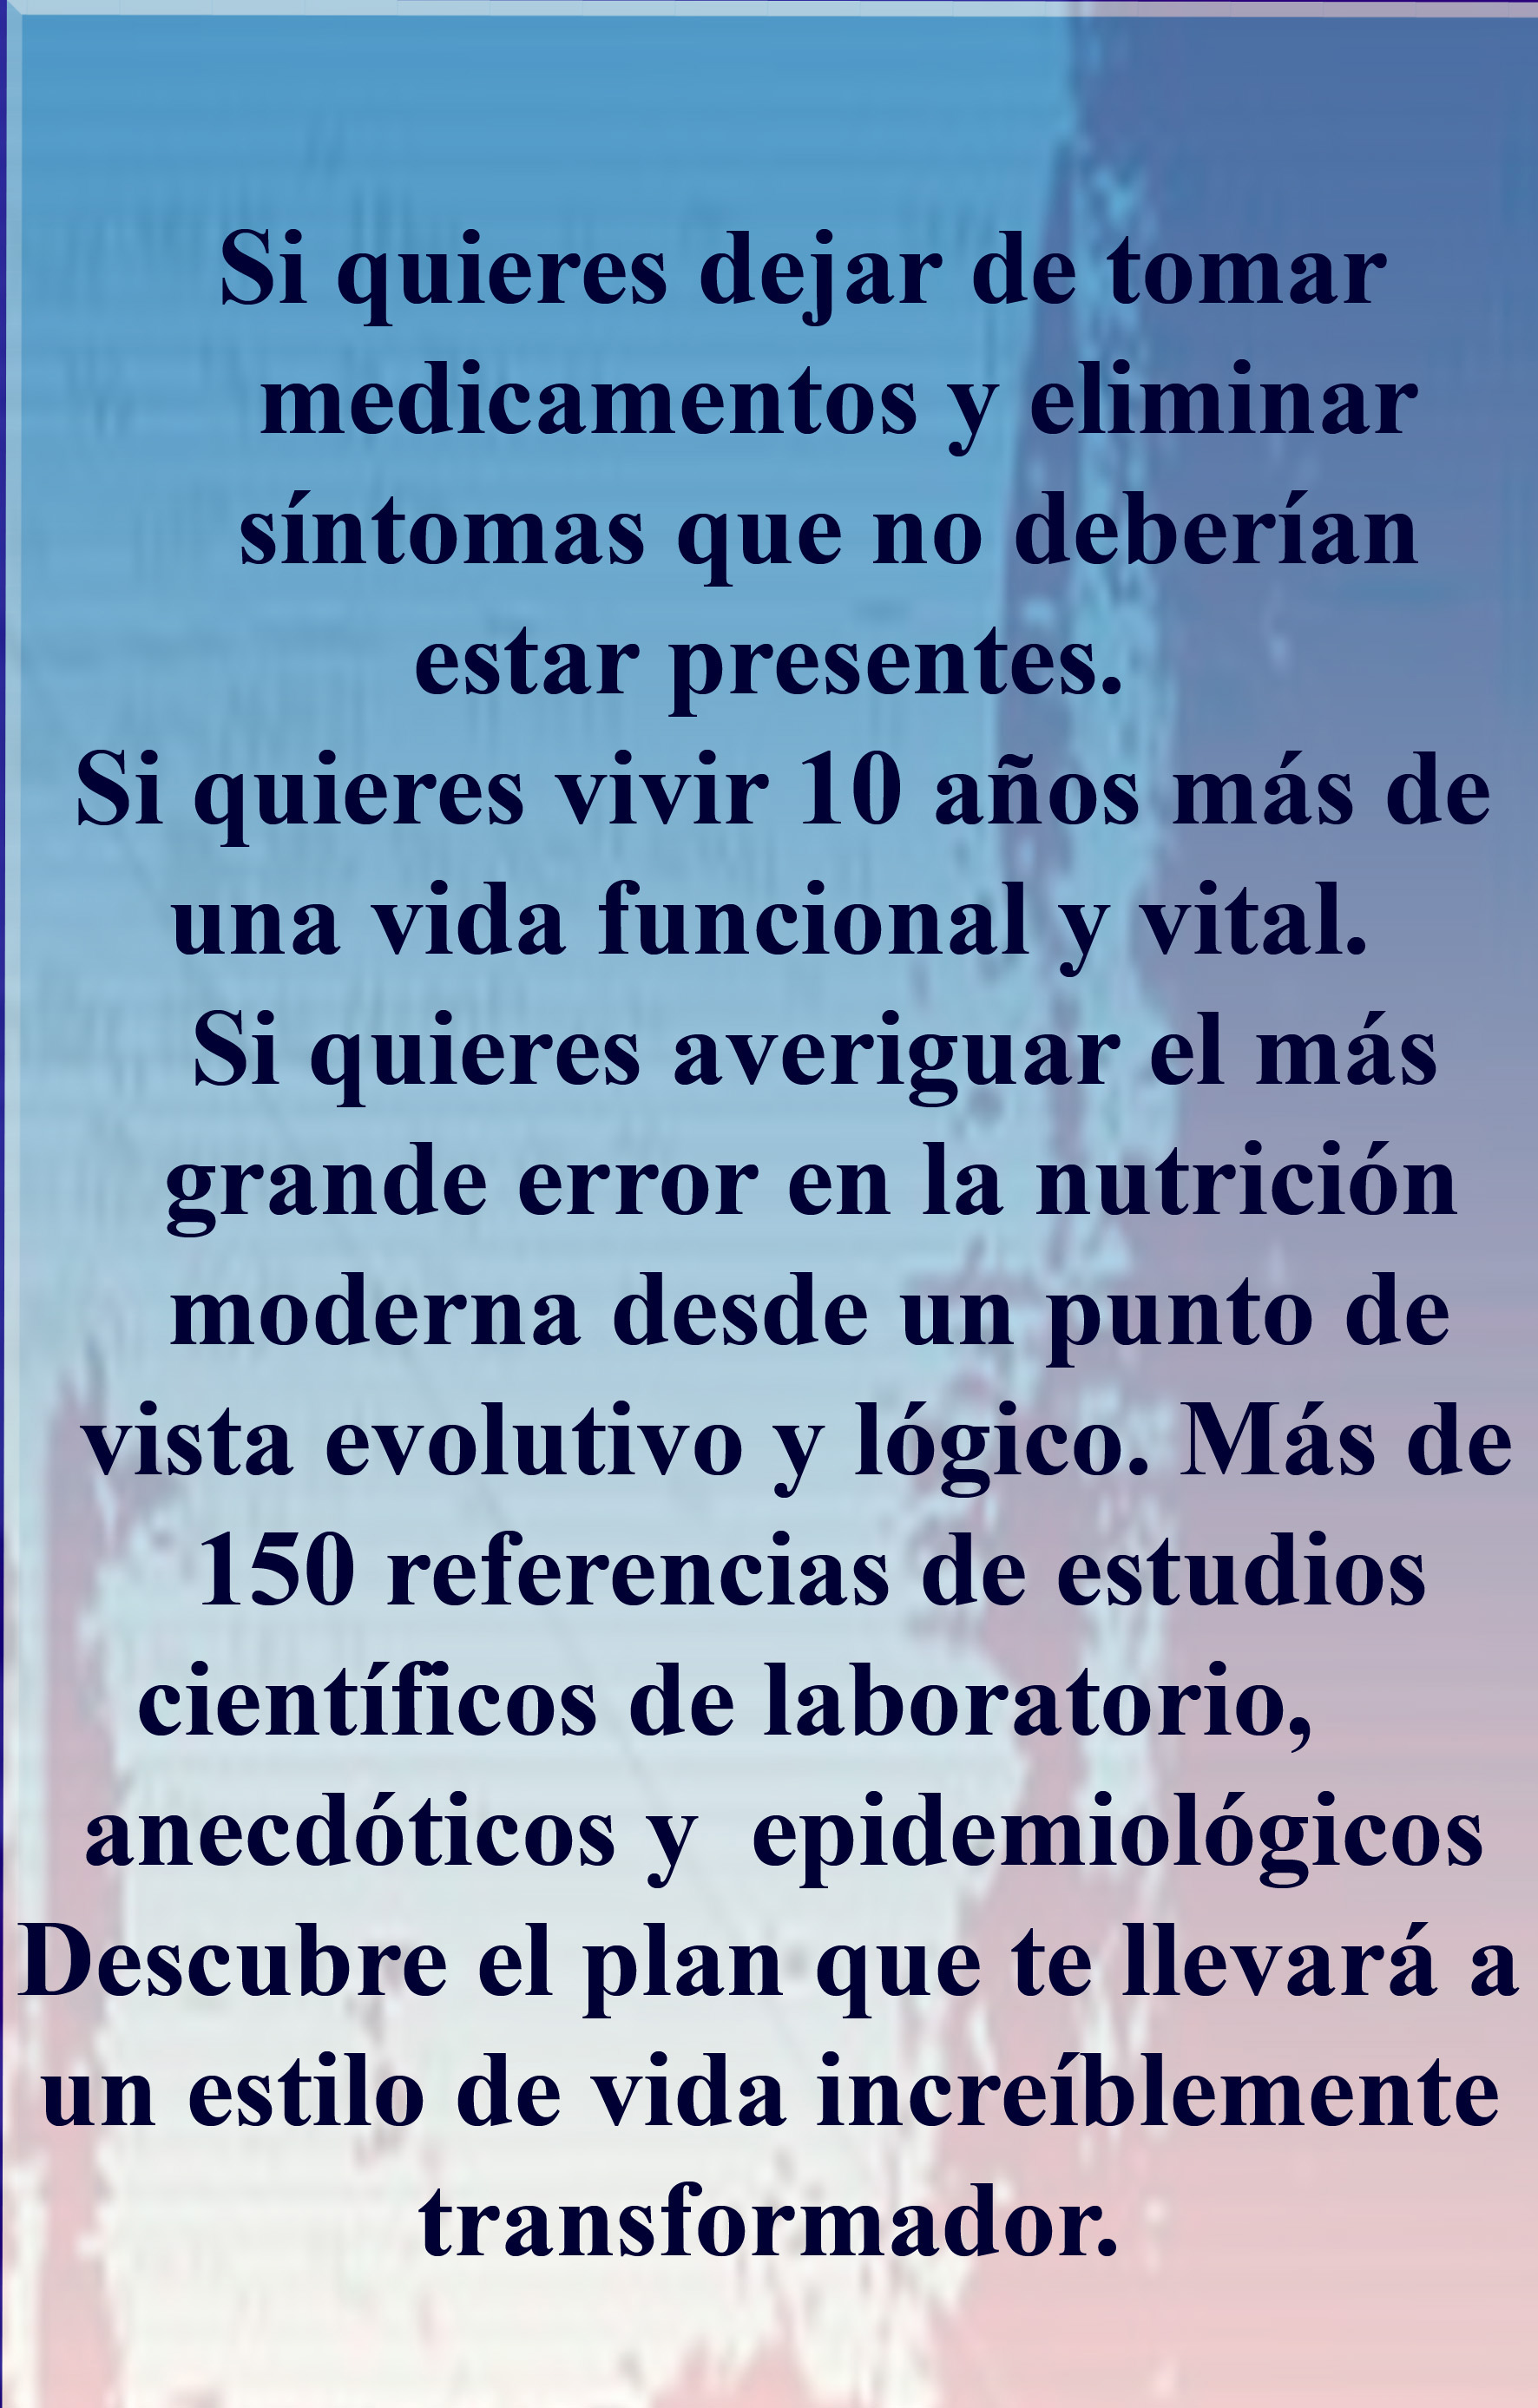 Si quieres dejar de tomar
medicamentos y eliminar
síntomas que no deberían
estar presentes.
Si quieres vivir 10 años más de
una vida funcional y vital.
Si quieres averiguar el más
grande error en la nutrición
moderna desde un punto de
vista evolutivo y lógico. Más de
150 referencias de estudios
científicos de laboratorio,
anecdóticos y  epidemiológicos
Descubre el plan que te llevará a
un estilo de vida increíblemente
transformador.